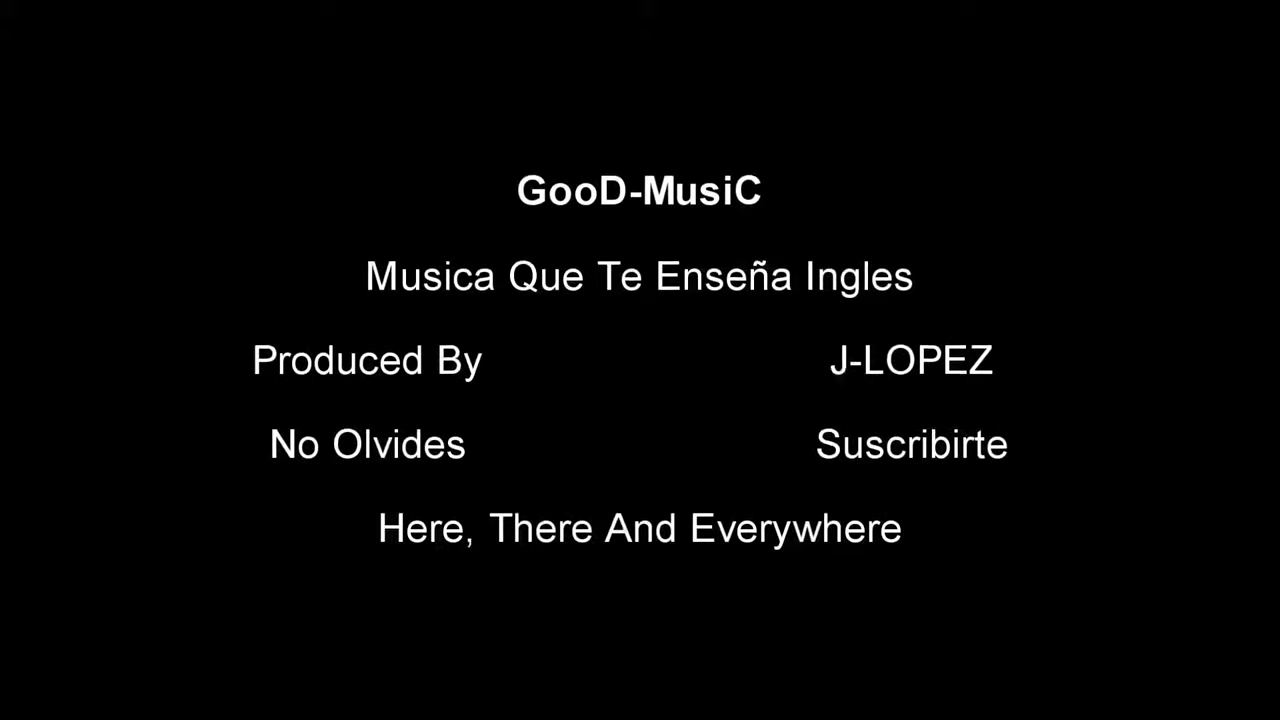 GooD-MusiC
Musica Que Te Enseña Ingles
Produced By J-LOPEZ
No Olvides Suscribirte
Here, There And Everywhere